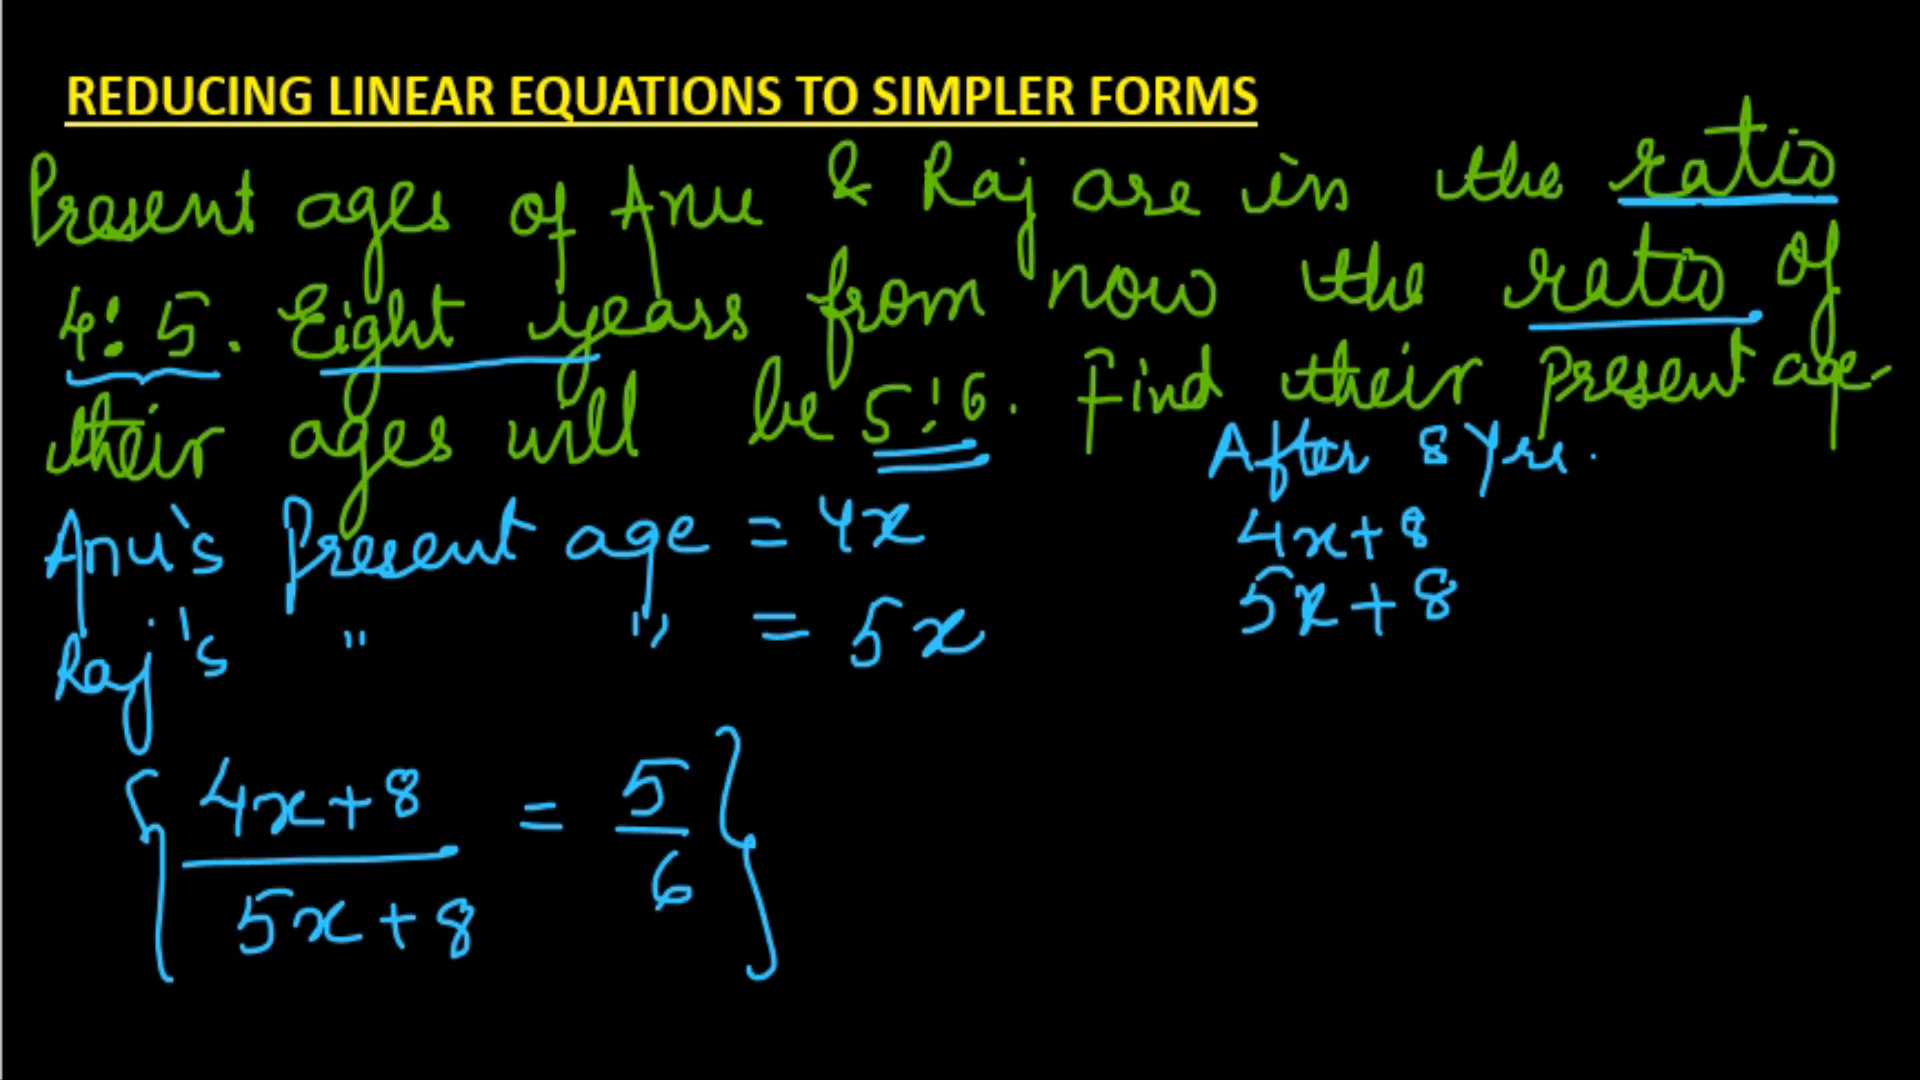 REDUCING LINEAR EQUATIONS TO SIMPLER FORMS
Present ages of Anu & Raj are in the ratio
4:5. Eight years from now the ratio of
their ages will be 5:6. Find their present age.
After 8 Yrs.
Anu's Present age = 4x
4x+8
Raj's " " = 5x
5x+8
4x+8 = 5
5x+8 6